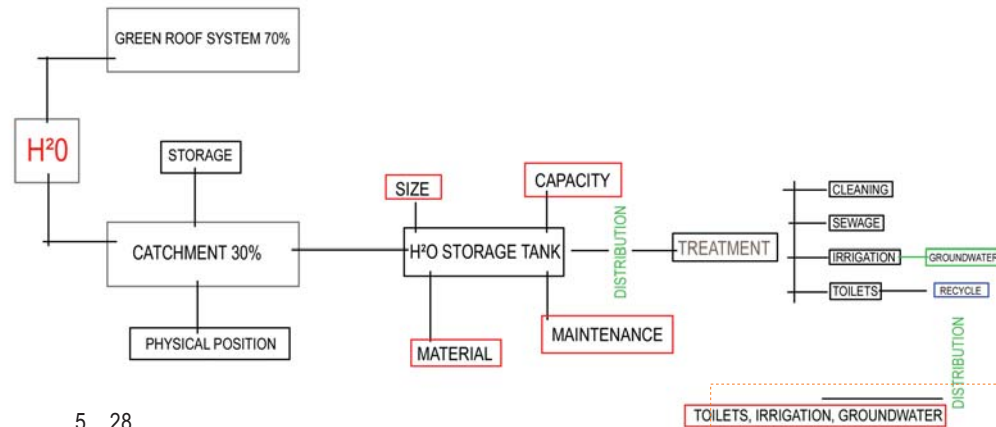 GREEN ROOF SYSTEM 70%
H²0
STORAGE
CATCHMENT 30%
PHYSICAL POSITION
SIZE
CAPACITY
H²O STORAGE TANK
MATERIAL
MAINTENANCE
DISTRIBUTION
TREATMENT
CLEANING
SEWAGE
IRRIGATION
GROUNDWATER
TOILETS
RECYCLE
DISTRIBUTION
TOILETS, IRRIGATION, GROUNDWATER
5 28